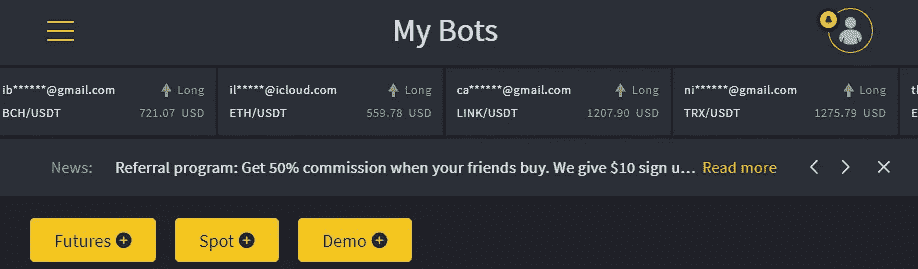 My Bots
ib******@gmail.com Long
BCH/USDT 721.07 USD
il*****@icloud.com Long
ETH/USDT 559.78 USD
ca******@gmail.com Long
LINK/USDT 1207.90 USD
ni******@gmail.com Long
TRX/USDT 1275.79 USD
News: Referral program: Get 50% commission when your friends buy. We give $10 sign u... Read more
Futures
Spot
Demo